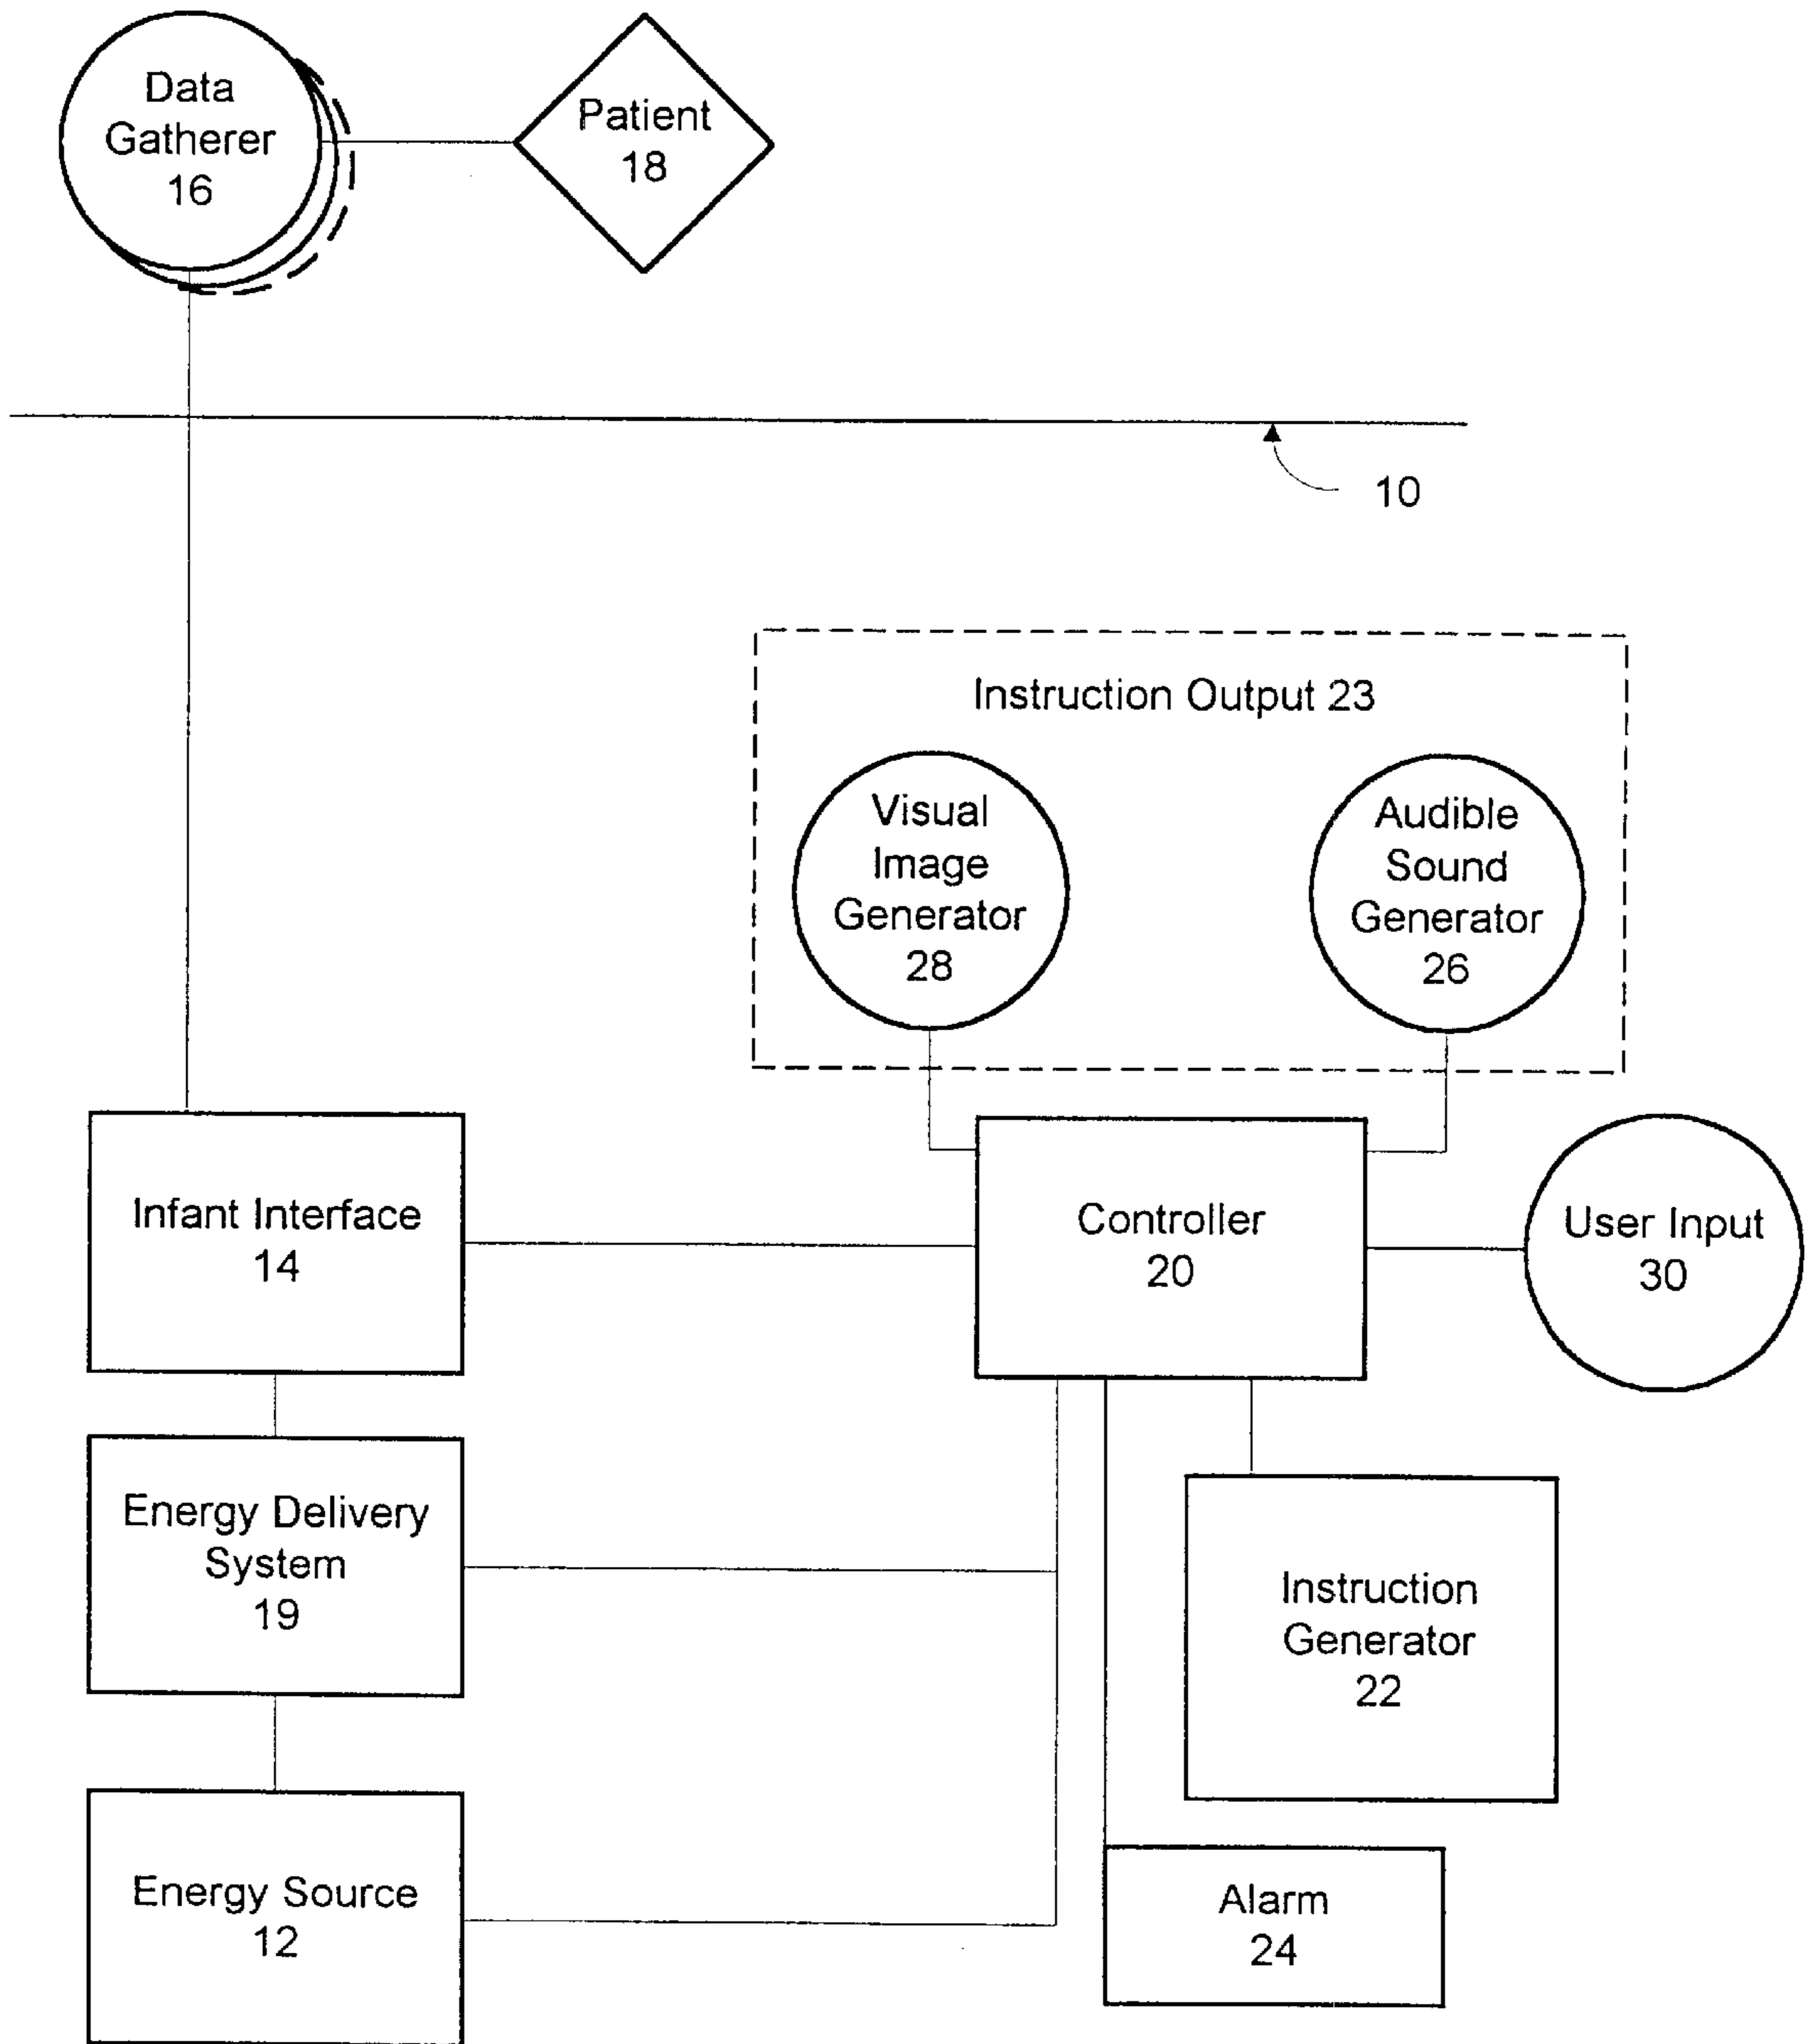 Data
Gatherer
16
Patient
18
10
Instruction Output 23
Visual
Image
Generator
28
Audible
Sound
Generator
26
Infant Interface
14
Controller
20
User Input
30
Energy Delivery
System
19
Instruction
Generator
22
Energy Source
12
Alarm
24